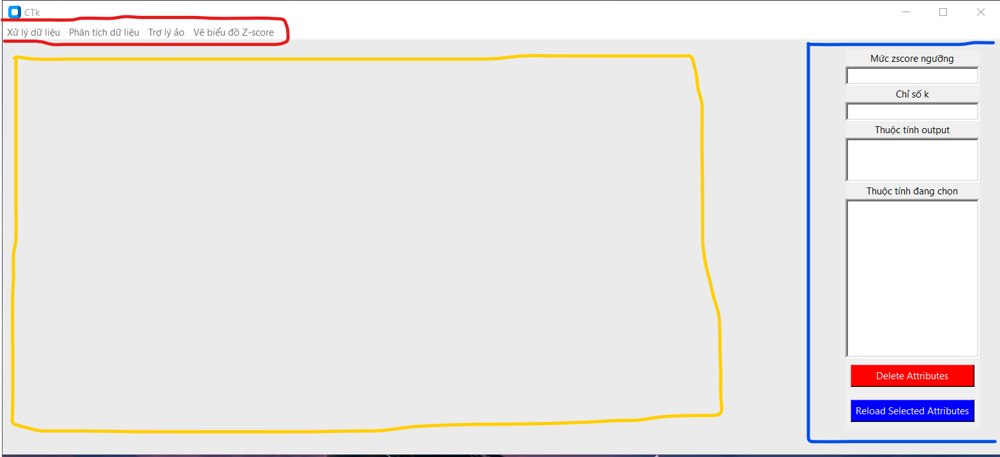 CTk
Xử lý dữ liệu Phân tích dữ liệu Trợ lý ảo Vẽ biểu đồ Z-score
Mức zscore ngưỡng
Chỉ số k
Thuộc tính output
Thuộc tính đang chọn
Delete Attributes
Reload Selected Attributes